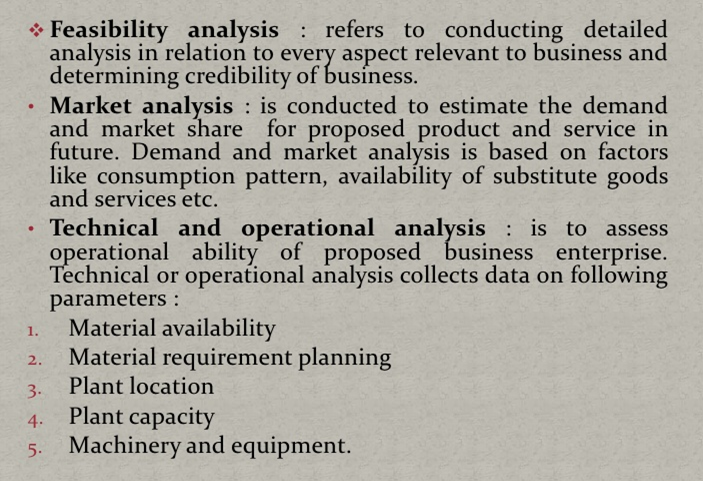 ❖ Feasibility analysis : refers to conducting detailed
analysis in relation to every aspect relevant to business and
determining credibility of business.
• Market analysis : is conducted to estimate the demand
and market share for proposed product and service in
future. Demand and market analysis is based on factors
like consumption pattern, availability of substitute goods
and services etc.
• Technical and operational analysis : is to assess
operational ability of proposed business enterprise.
Technical or operational analysis collects data on following
parameters :
1. Material availability
2. Material requirement planning
3. Plant location
4. Plant capacity
5. Machinery and equipment.